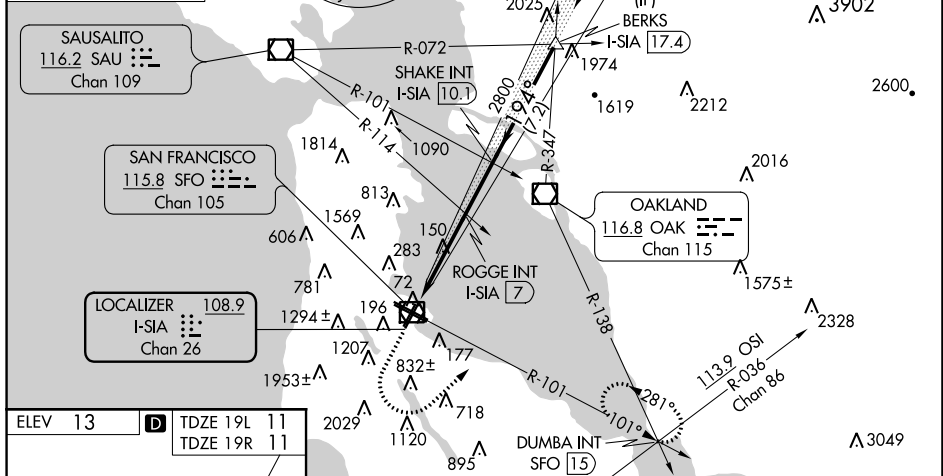 2025
(IF)
BERKS
I-SIA 17.4
3902
SAUSALITO
116.2 SAU
Chan 109
R-072
1974
SHAKE INT
I-SIA 10.1
2800
194°
(7.2)
1619
2212
2600
R-101
R-114
1090
R-347
1814
SAN FRANCISCO
115.8 SFO
Chan 105
2016
813
1569
606
150
OAKLAND
116.8 OAK
Chan 115
283
781
72
ROGGE INT
I-SIA 7
1575±
LOCALIZER 108.9
I-SIA
Chan 26
196
1294±
R-138
2328
1207
177
1953±
832±
R-101
113.9 OSI
R-036
Chan 86
281°
101°
718
2029
1120
895
DUMBA INT
SFO 15
3049
ELEV 13
D
TDZE 19L 11
TDZE 19R 11